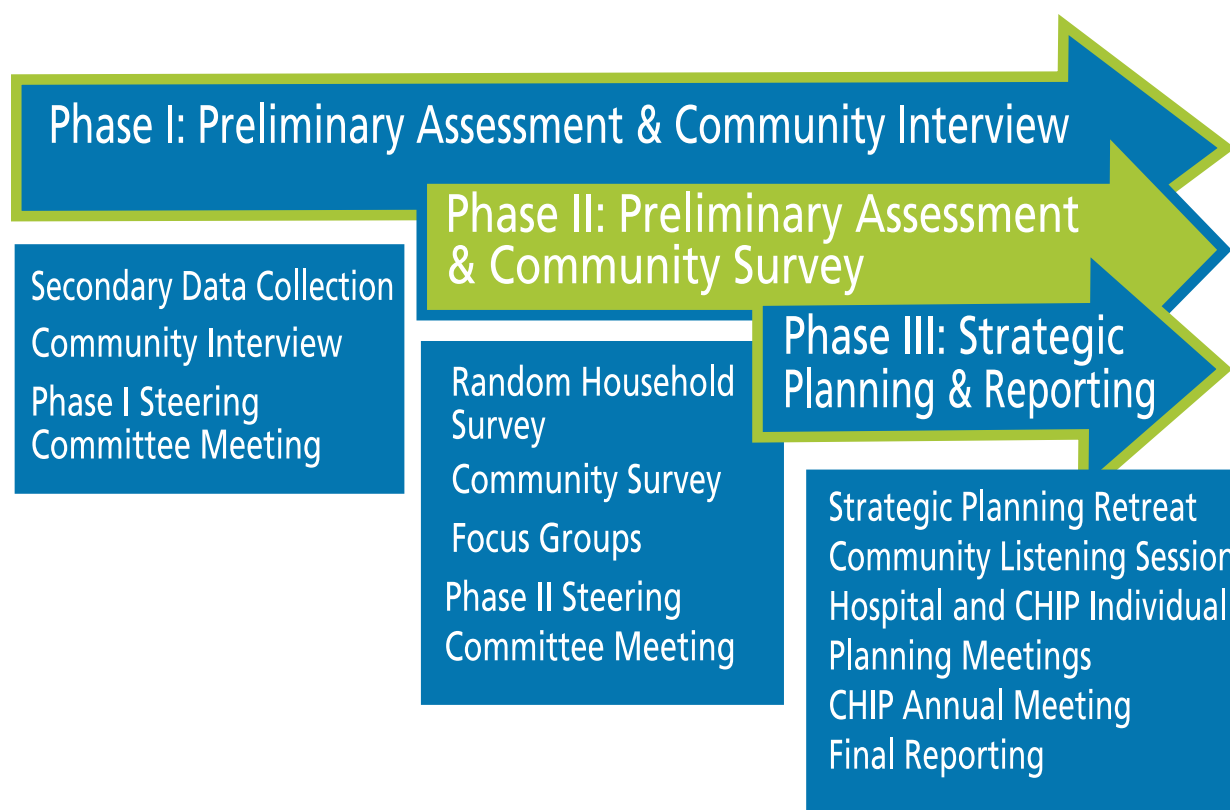 Phase I: Preliminary Assessment & Community Interview
Phase II: Preliminary Assessment
& Community Survey
Phase III: Strategic
Planning & Reporting
Secondary Data Collection
Community Interview
Phase I Steering
Committee Meeting
Random Household
Survey
Community Survey
Focus Groups
Phase II Steering
Committee Meeting
Strategic Planning Retreat
Community Listening Session
Hospital and CHIP Individual
Planning Meetings
CHIP Annual Meeting
Final Reporting